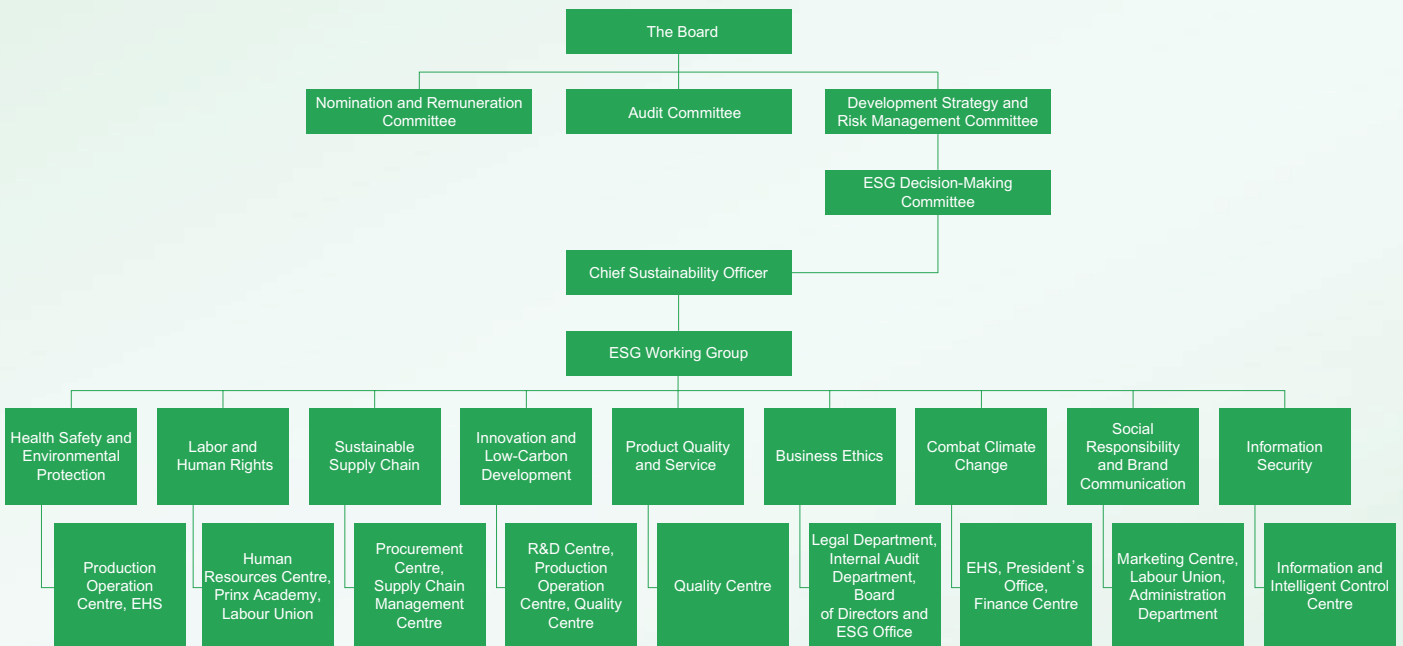 The Board
Nomination and Remuneration
Committee
Audit Committee
Development Strategy and
Risk Management Committee
ESG Decision-Making
Committee
Chief Sustainability Officer
ESG Working Group
Health Safety and
Environmental
Protection
Labor and
Human Rights
Sustainable
Supply Chain
Innovation and
Low-Carbon
Development
Product Quality
and Service
Business Ethics
Combat Climate
Change
Social
Responsibility
and Brand
Communication
Information
Security
Production
Operation
Centre, EHS
Human
Resources Centre,
Prinx Academy,
Labour Union
Procurement
Centre,
Supply Chain
Management
Centre
R&D Centre,
Production
Operation
Centre, Quality
Centre
Quality Centre
Legal Department,
Internal Audit
Department,
Board
of Directors and
ESG Office
EHS, President's
Office,
Finance Centre
Marketing Centre,
Labour Union,
Administration
Department
Information and
Intelligent Control
Centre